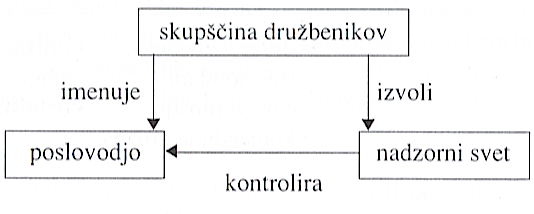 skupščina družbenikov
imenuje
izvoli
poslovodjo
nadzorni svet
kontrolira